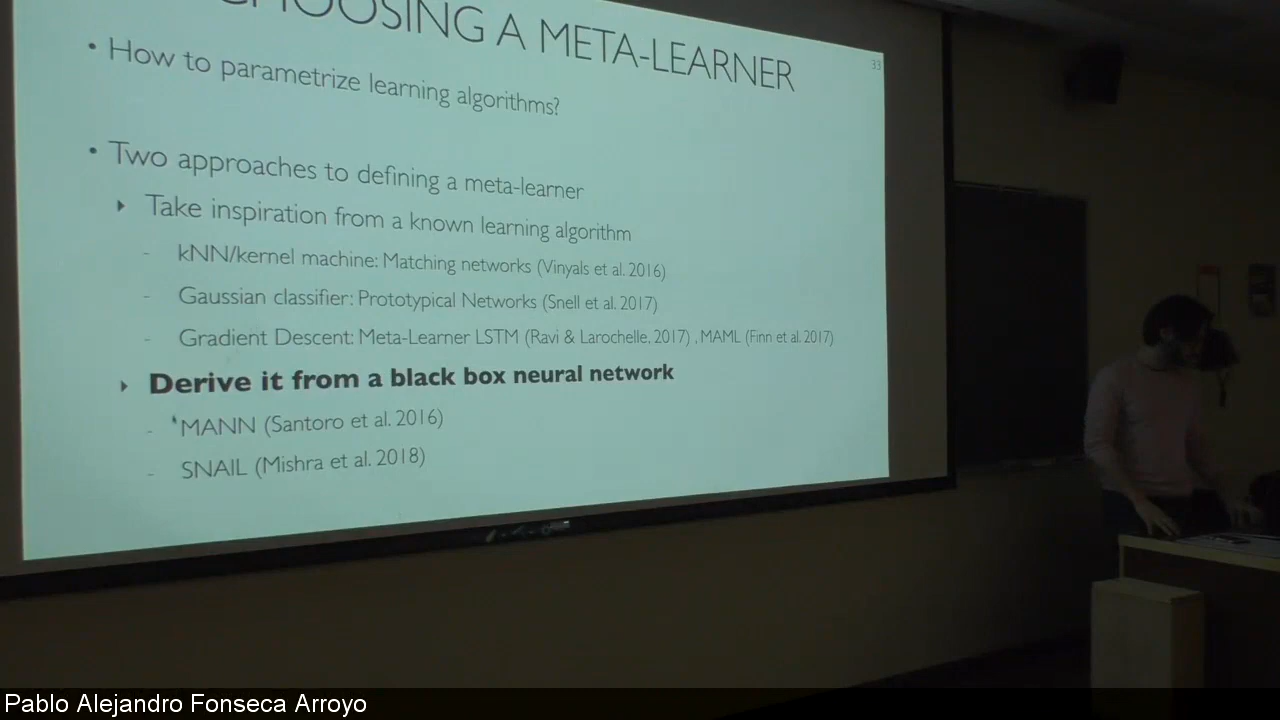 CHOOSING A META-LEARNER
33
• How to parametrize learning algorithms?
• Two approaches to defining a meta-learner
‣ Take inspiration from a known learning algorithm
- kNN/kernel machine: Matching networks (Vinyals et al. 2016)
- Gaussian classifier: Prototypical Networks (Snell et al. 2017)
- Gradient Descent: Meta-Learner LSTM (Ravi & Larochelle, 2017) , MAML (Finn et al. 2017)
‣ Derive it from a black box neural network
- MANN (Santoro et al. 2016)
- SNAIL (Mishra et al. 2018)
Pablo Alejandro Fonseca Arroyo